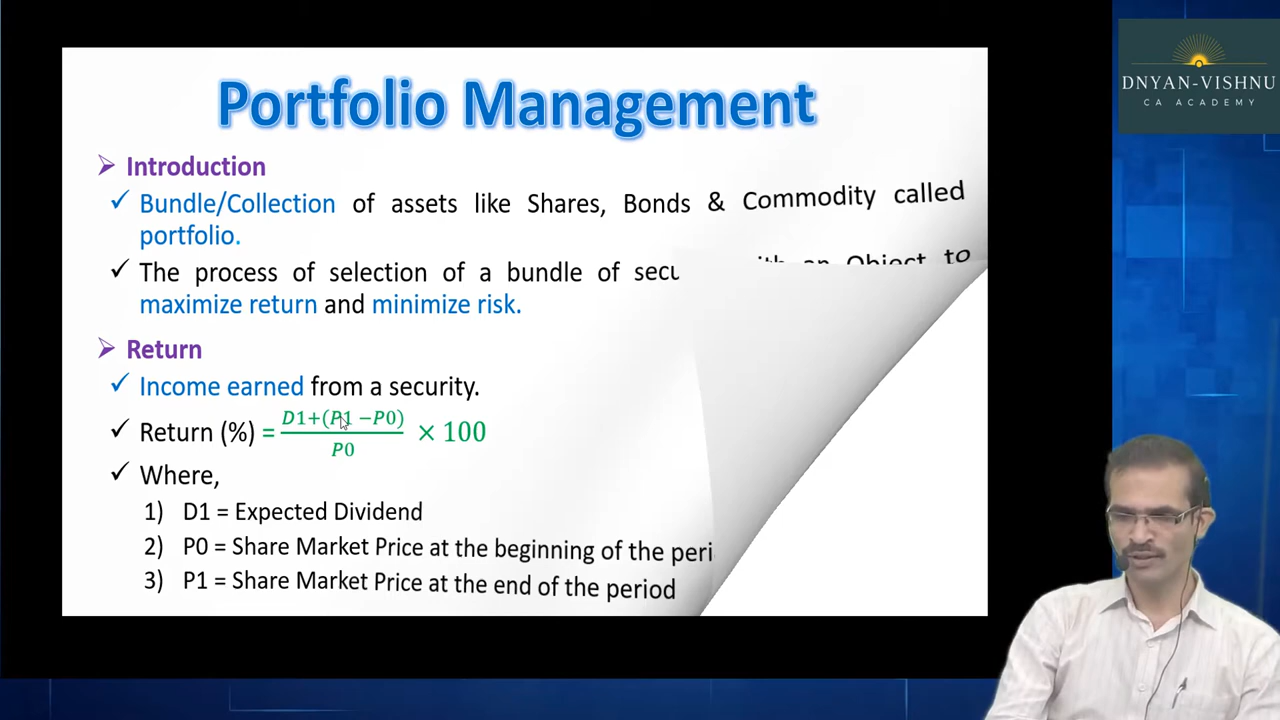 Portfolio Management
DNYAN-VISHNU
CA ACADEMY
➢ Introduction
✓ Bundle/Collection of assets like Shares, Bonds & Commodity called
portfolio.
✓ The process of selection of a bundle of an Object to
maximize return and minimize risk.
➢ Return
✓ Income earned from a security.
✓ Return (%) = D1+(P1 −P0) / P0 × 100
✓ Where,
1) D1 = Expected Dividend
2) P0 = Share Market Price at the beginning of the
3) P1 = Share Market Price at the end of the period